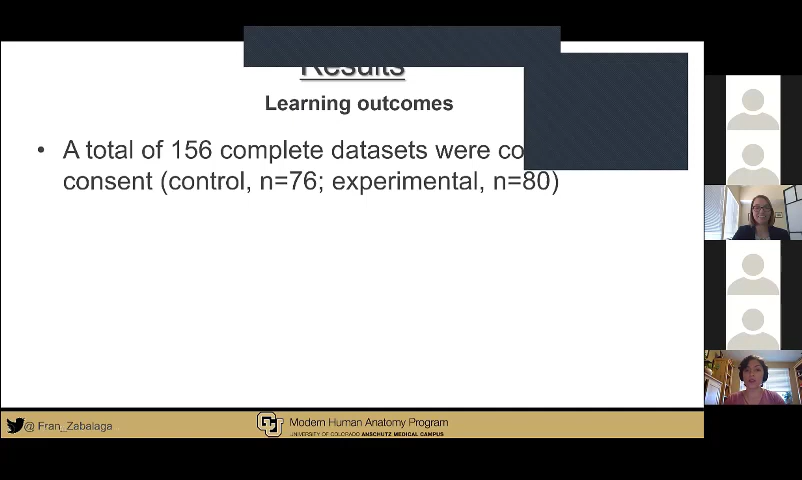 Results
Learning outcomes
• A total of 156 complete datasets were
consent (control, n=76; experimental, n=80)
@ Fran_Zabalaga
Modern Human Anatomy Program
UNIVERSITY OF COLORADO ANSCHUTZ MEDICAL CAMPUS